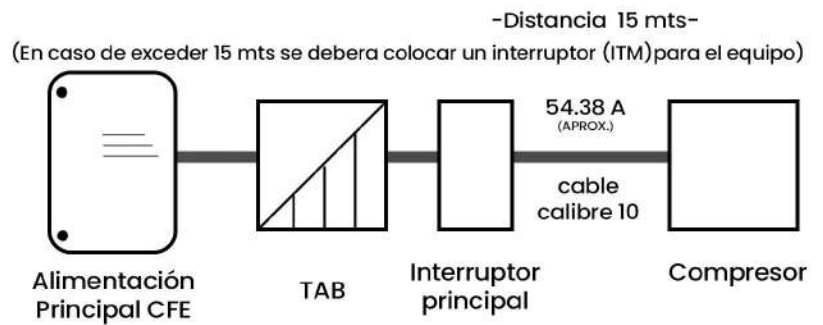 -Distancia 15 mts-
(En caso de exceder 15 mts se debera colocar un interruptor (ITM)para el equipo)
54.38 A
(APROX.)
cable
calibre 10
Alimentación
Principal CFE
TAB
Interruptor
principal
Compresor